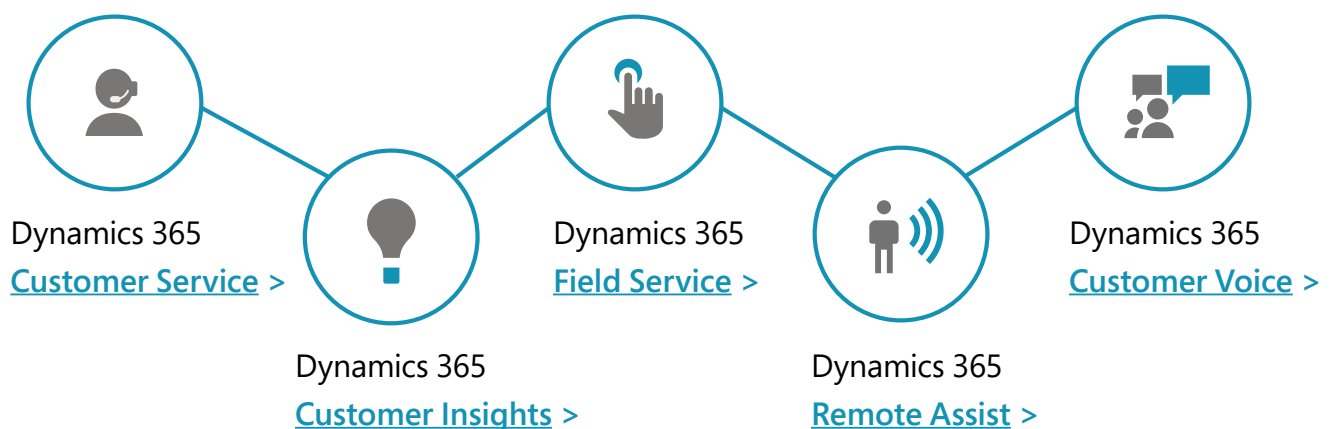 Dynamics 365
Customer Service >
Dynamics 365
Customer Insights >
Dynamics 365
Field Service >
Dynamics 365
Remote Assist >
Dynamics 365
Customer Voice >